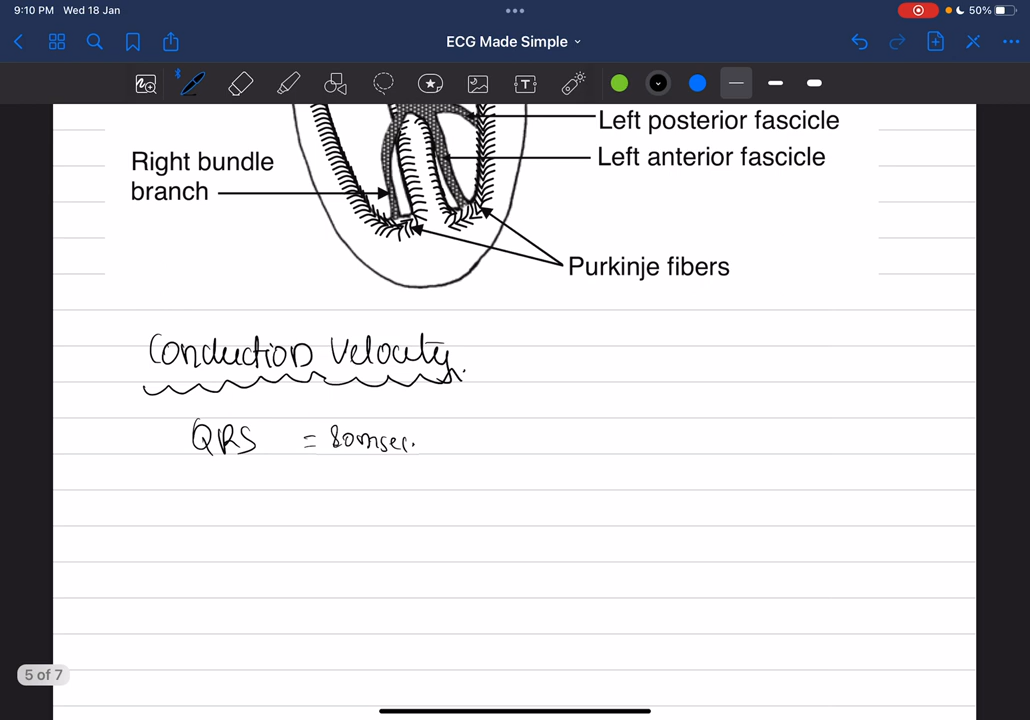 9:10 PM Wed 18 Jan
50%
ECG Made Simple
Left posterior fascicle
Left anterior fascicle
Right bundle
branch
Purkinje fibers
Conduction Velocity.
QRS = 80msec.
5 of 7